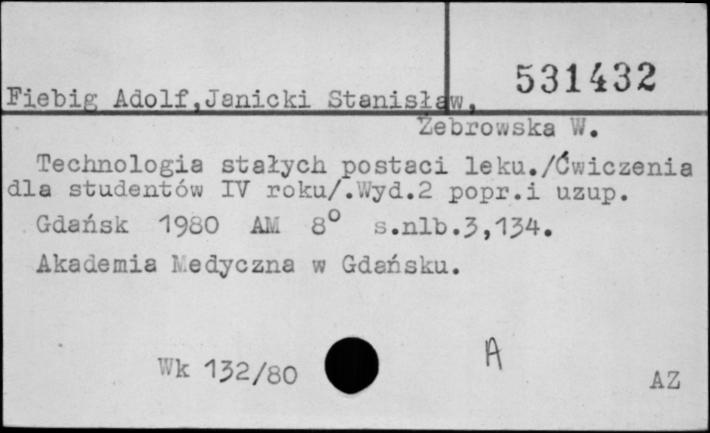 531432
Fiebig Adolf,Janicki Stanisław,
Żebrowska W.
Technologia stałych postaci leku./Ćwiczenia
dla studentów IV roku/.Wyd.2 popr.i uzup.
Gdańsk 1980 AM 8° s.nlb.3,134.
Akademia Medyczna w Gdańsku.
A
Wk 132/80
AZ